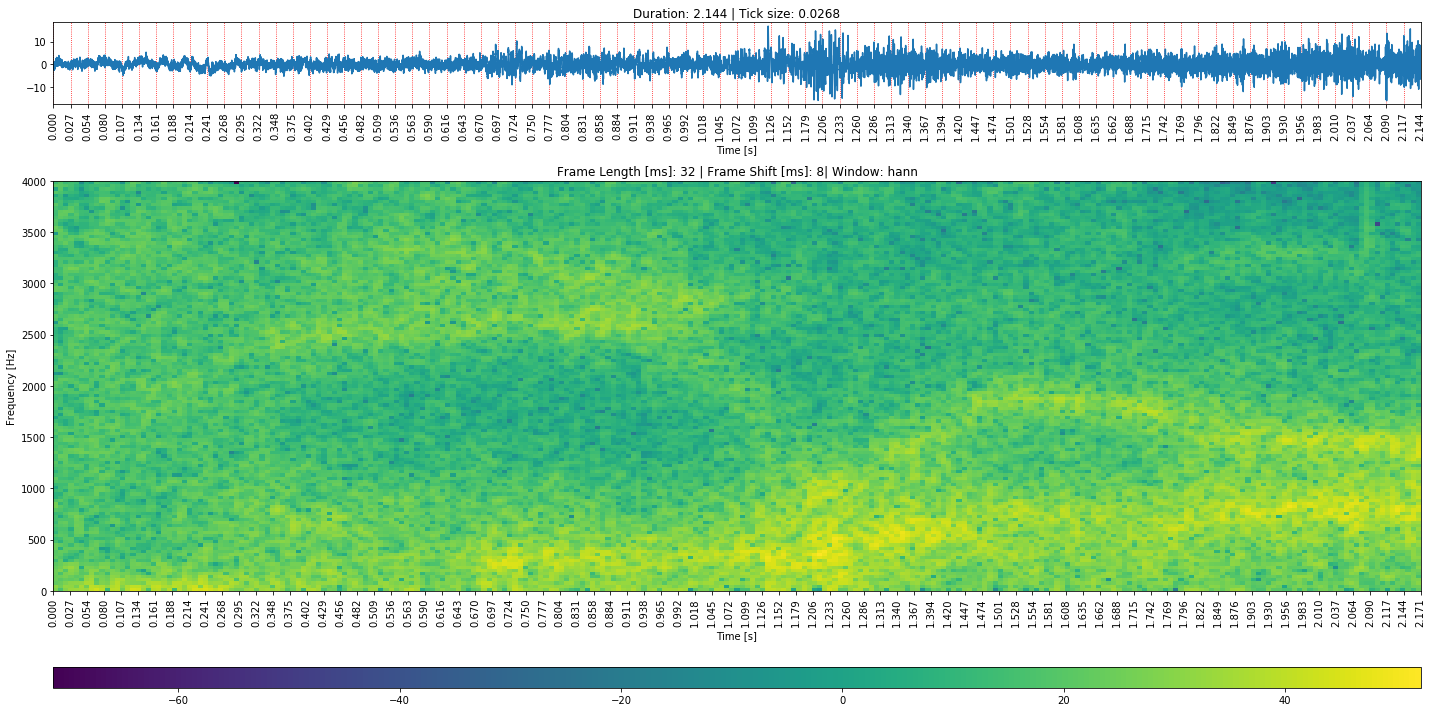 Duration: 2.144 | Tick size: 0.0268
10
0
−10
0.000 0.027 0.054 0.080 0.107 0.134 0.161 0.188 0.214 0.241 0.268 0.295 0.322 0.348 0.375 0.402 0.429 0.456 0.482 0.509 0.536 0.563 0.590 0.616 0.643 0.670 0.697 0.724 0.750 0.777 0.804 0.831 0.858 0.884 0.911 0.938 0.965 0.992 1.018 1.045 1.072 1.099 1.126 1.152 1.179 1.206 1.233 1.260 1.286 1.313 1.340 1.367 1.394 1.420 1.447 1.474 1.501 1.528 1.554 1.581 1.608 1.635 1.662 1.688 1.715 1.742 1.769 1.796 1.822 1.849 1.876 1.903 1.930 1.956 1.983 2.010 2.037 2.064 2.090 2.117 2.144
Time [s]
Frame Length [ms]: 32 | Frame Shift [ms]: 8| Window: hann
Frequency [Hz]
4000
3500
3000
2500
2000
1500
1000
500
0
0.000 0.027 0.054 0.080 0.107 0.134 0.161 0.188 0.214 0.241 0.268 0.295 0.322 0.348 0.375 0.402 0.429 0.456 0.482 0.509 0.536 0.563 0.590 0.616 0.643 0.670 0.697 0.724 0.750 0.777 0.804 0.831 0.858 0.884 0.911 0.938 0.965 0.992 1.018 1.045 1.072 1.099 1.126 1.152 1.179 1.206 1.233 1.260 1.286 1.313 1.340 1.367 1.394 1.420 1.447 1.474 1.501 1.528 1.554 1.581 1.608 1.635 1.662 1.688 1.715 1.742 1.769 1.796 1.822 1.849 1.876 1.903 1.930 1.956 1.983 2.010 2.037 2.064 2.090 2.117 2.144 2.171
Time [s]
−60 −40 −20 0 20 40